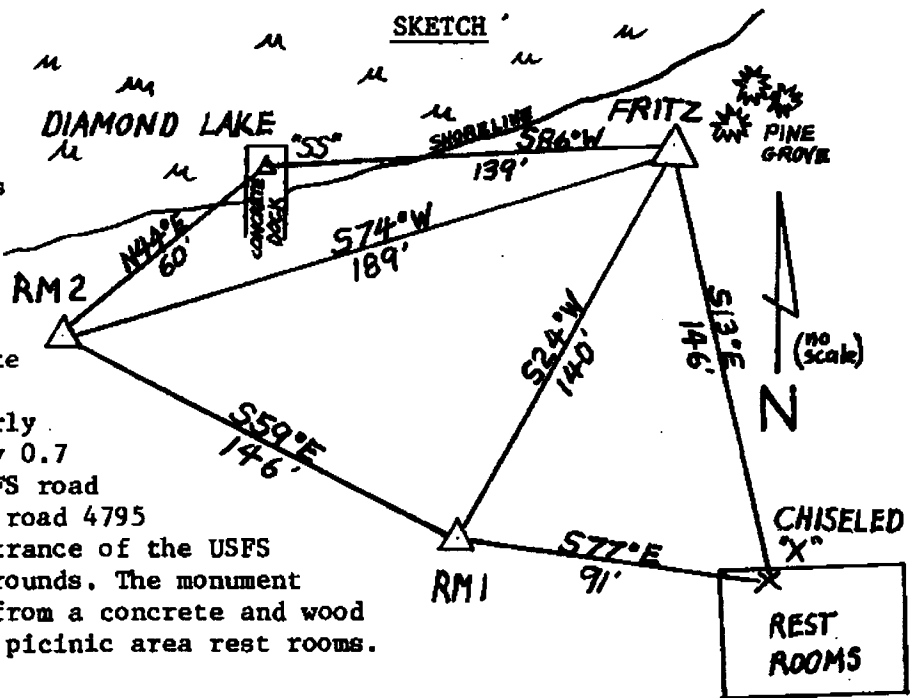 SKETCH
DIAMOND LAKE
"SS"
SHORELINE
FRITZ
PINE
GROVE
S86°W
139'
CONCRETE
DOCK
N44°E
60'
S74°W
189'
RM2
S24°W
140'
S13°E
146'
(no
scale)
N
S59°E
146'
RM1
S77°E
91'
CHISELED
"X"
REST
ROOMS
s
te
rly
y 0.7
FS road
road 4795
trance of the USFS
rounds. The monument
from a concrete and wood
picinic area rest rooms.